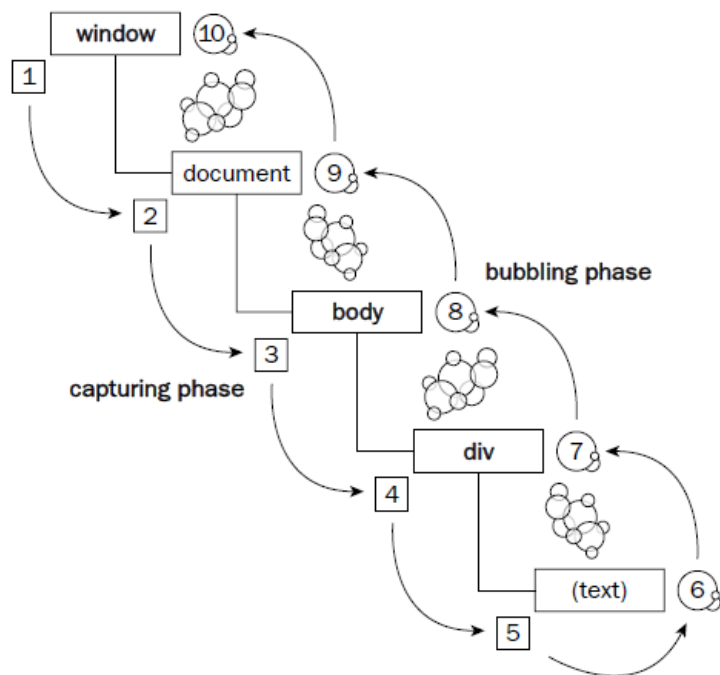 window 10
1
document 9
2
bubbling phase
body 8
3
capturing phase
div 7
4
(text) 6
5